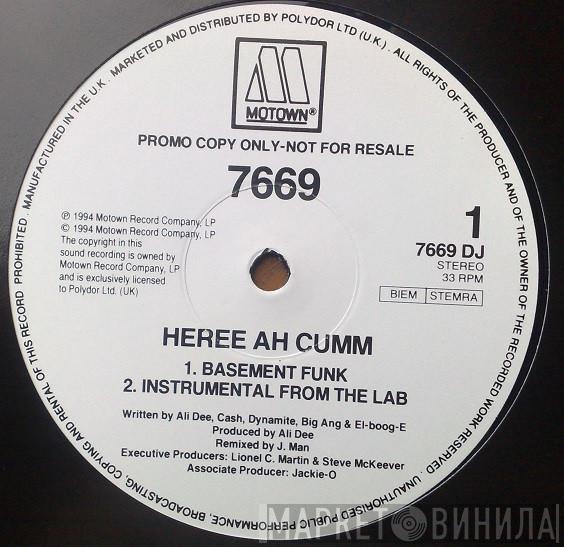 MANUFACTURED IN THE U.K. MARKETED AND DISTRIBUTED BY POLYDOR LTD (U.K.). ALL RIGHTS OF THE PRODUCER AND OF THE OWNER OF THE RECORDED WORK RESERVED. UNAUTHORISED PUBLIC PERFORMANCE, BROADCASTING, COPYING AND RENTAL OF THIS RECORD PROHIBITED.
MOTOWN®
PROMO COPY ONLY-NOT FOR RESALE
7669
℗ 1994 Motown Record Company, LP
© 1994 Motown Record Company, LP
The copyright in this
sound recording is owned by
Motown Record Company, LP
and is exclusively licensed
to Polydor Ltd. (UK)
1
7669 DJ
STEREO
33 RPM
BIEM STEMRA
HEREE AH CUMM
1. BASEMENT FUNK
2. INSTRUMENTAL FROM THE LAB
Written by Ali Dee, Cash, Dynamite, Big Ang & El-boog-E
Produced by Ali Dee
Remixed by J. Man
Executive Producers: Lionel C. Martin & Steve McKeever
Associate Producer: Jackie-O
МАРКЕТ ВИНИЛА